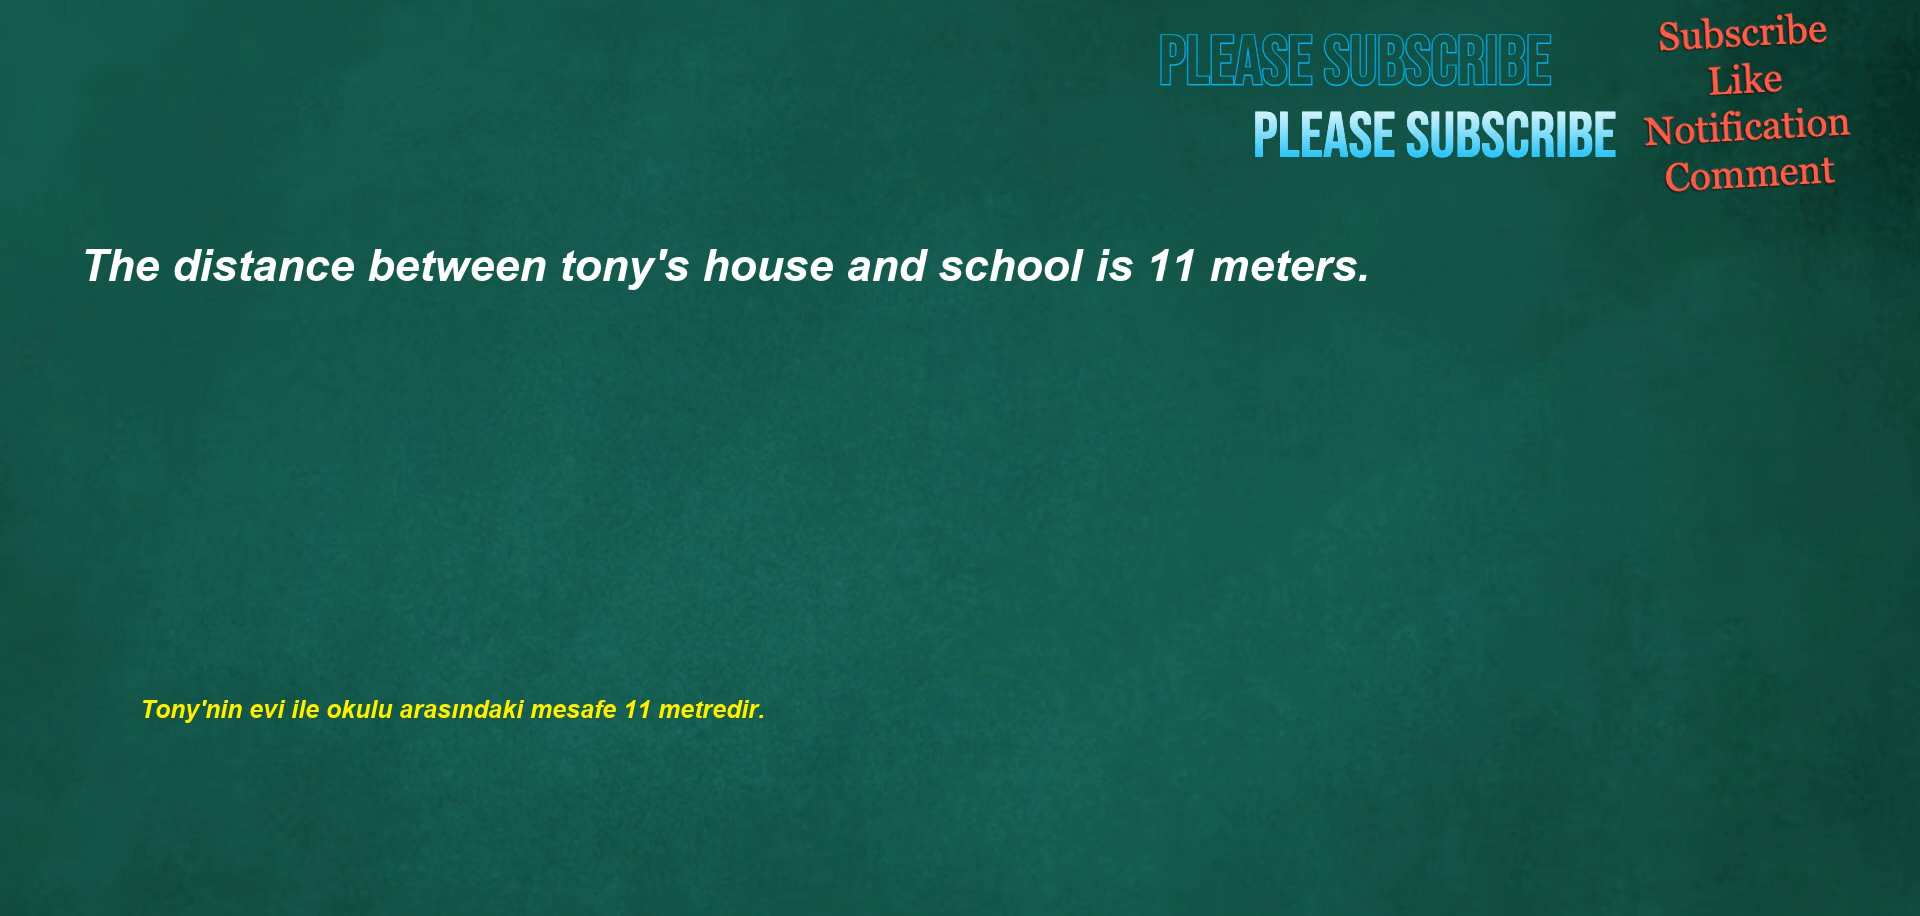 PLEASE SUBSCRIBE
PLEASE SUBSCRIBE
Subscribe
Like
Notification
Comment
The distance between tony's house and school is 11 meters.
Tony'nin evi ile okulu arasındaki mesafe 11 metredir.